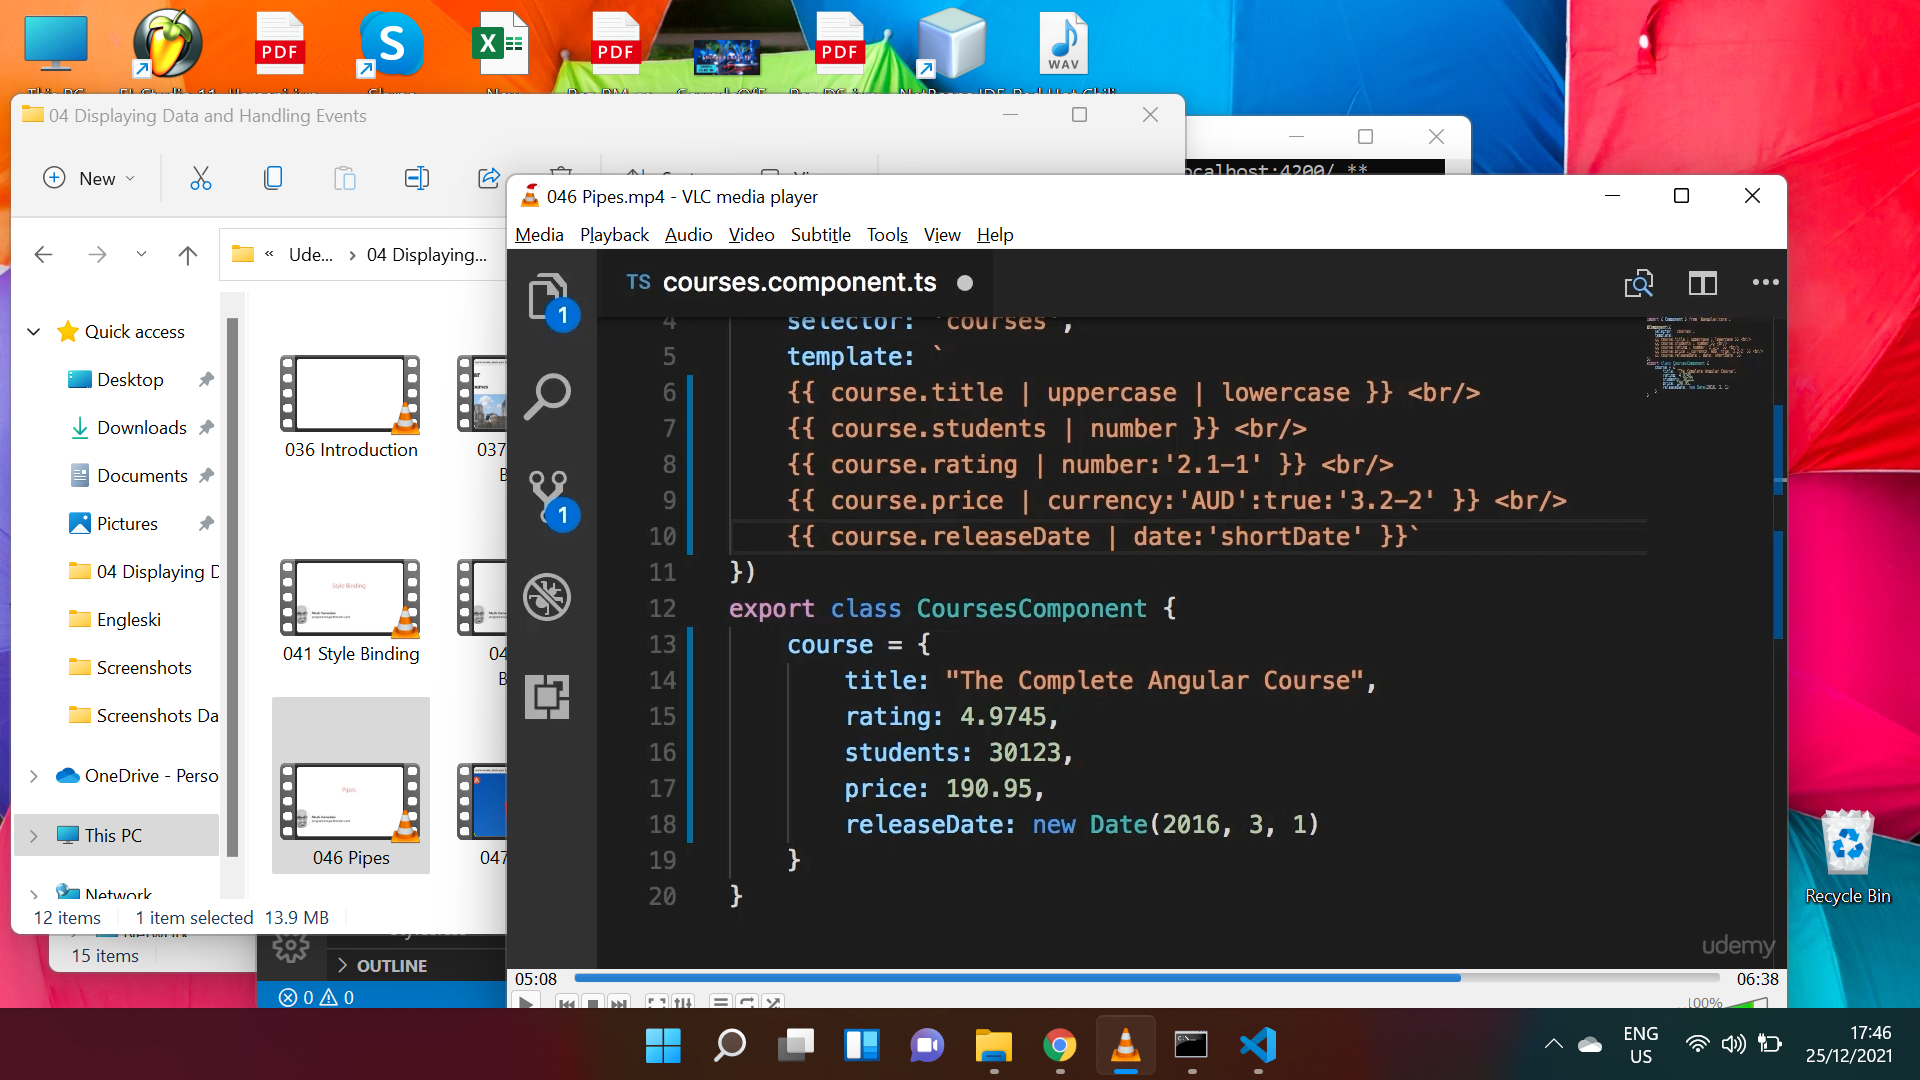 PDF
PDF
PDF
WAV
04 Displaying Data and Handling Events
New
localhost:4200/ **
046 Pipes.mp4 - VLC media player
Media Playback Audio Video Subtitle Tools View Help
« Ude... > 04 Displaying...
Quick access
Desktop
Downloads
Documents
Pictures
04 Displaying D
Engleski
Screenshots
Screenshots Da
OneDrive - Perso
This PC
Network
036 Introduction
037
B
041 Style Binding
04
B
046 Pipes
047
12 items 1 item selected 13.9 MB
15 items
OUTLINE
0 0
TS courses.component.ts
1
1
4 selector: 'courses',
5 template: `
6 {{ course.title | uppercase | lowercase }} <br/>
7 {{ course.students | number }} <br/>
8 {{ course.rating | number:'2.1-1' }} <br/>
9 {{ course.price | currency:'AUD':true:'3.2-2' }} <br/>
10 {{ course.releaseDate | date:'shortDate' }}`
11 })
12 export class CoursesComponent {
13 course = {
14 title: "The Complete Angular Course",
15 rating: 4.9745,
16 students: 30123,
17 price: 190.95,
18 releaseDate: new Date(2016, 3, 1)
19 }
20 }
udemy
05:08 06:38
100%
Recycle Bin
ENG
US
17:46
25/12/2021